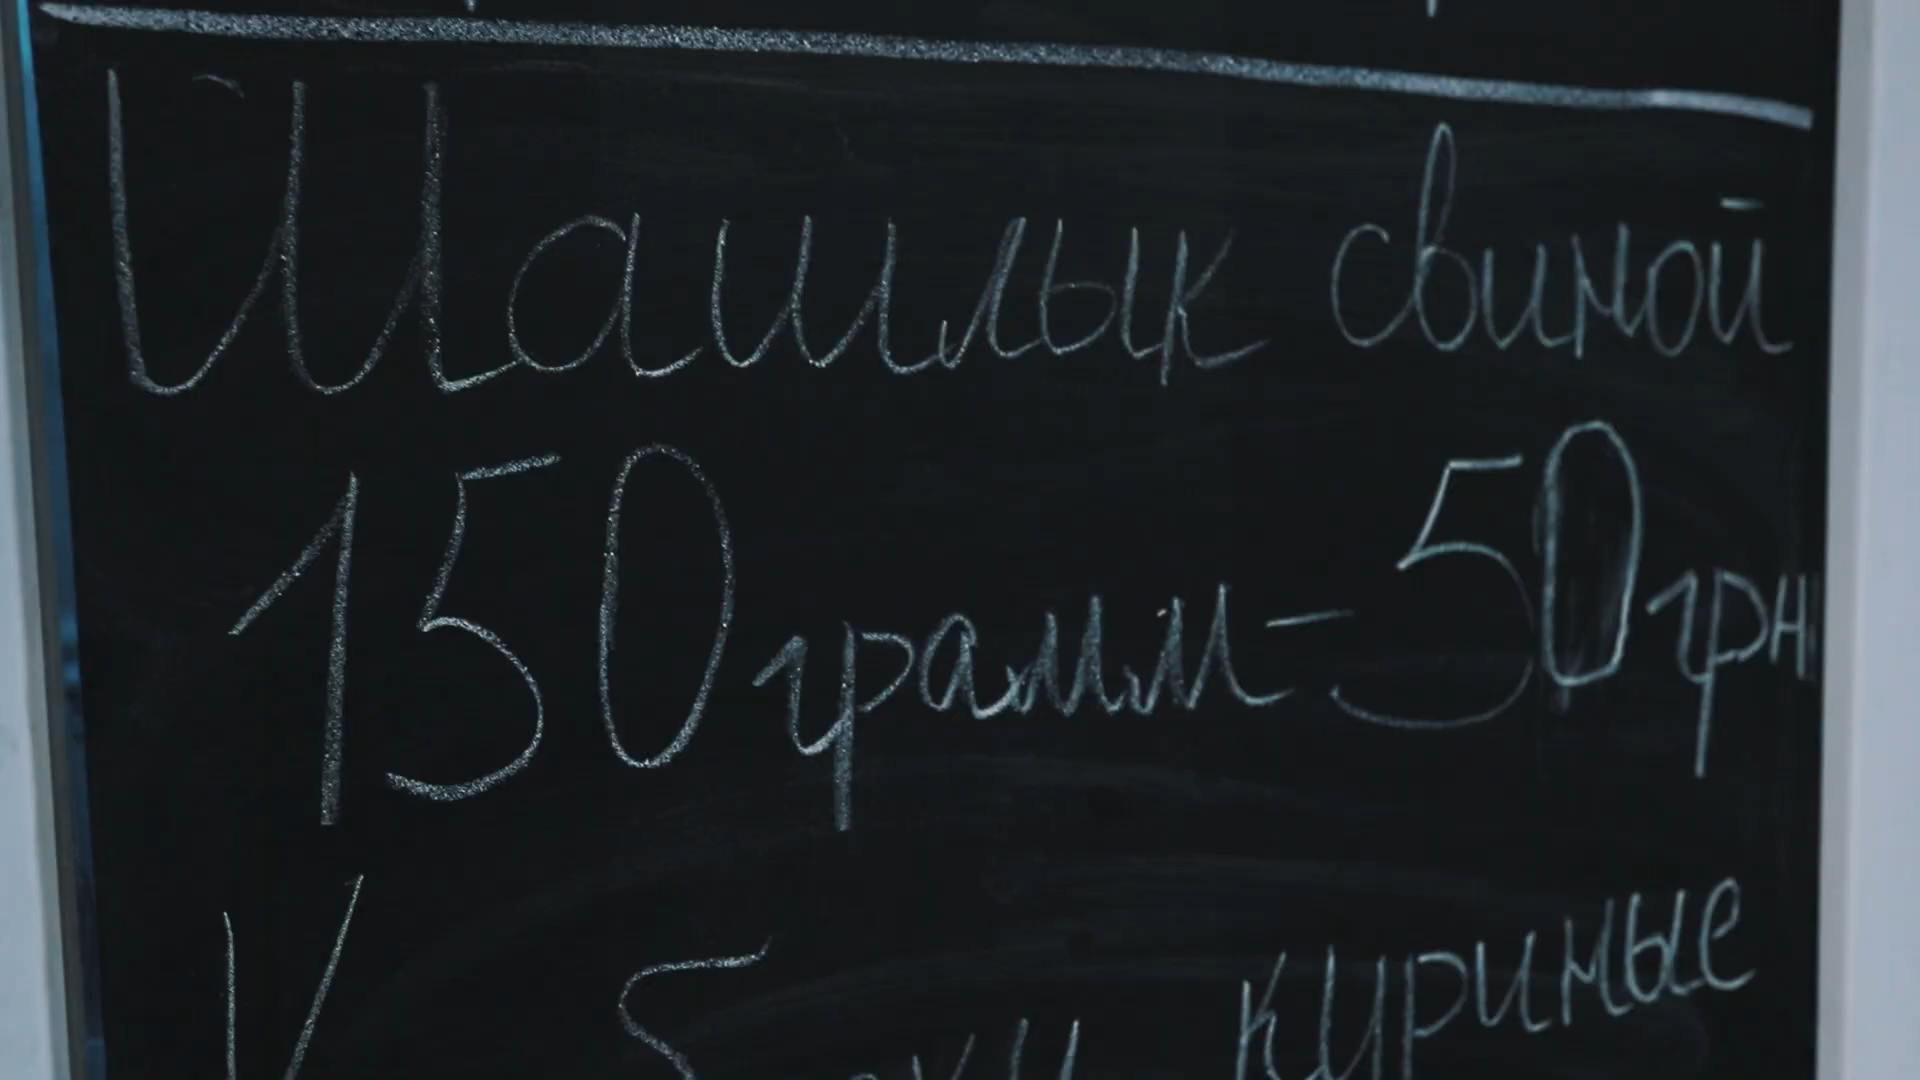 Шашлык свиной
150 грамм - 50 грн
куриные